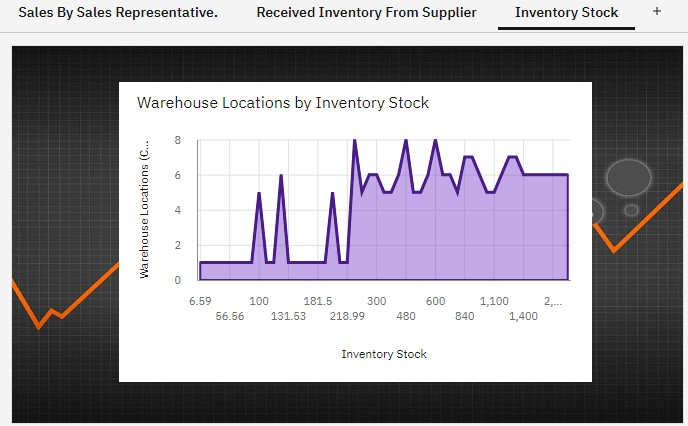 Sales By Sales Representative. Received Inventory From Supplier Inventory Stock +
Warehouse Locations by Inventory Stock
Warehouse Locations (C...
8
6
4
2
0
6.59 100 181.5 300 600 1,100 2,...
56.56 131.53 218.99 480 840 1,400
Inventory Stock